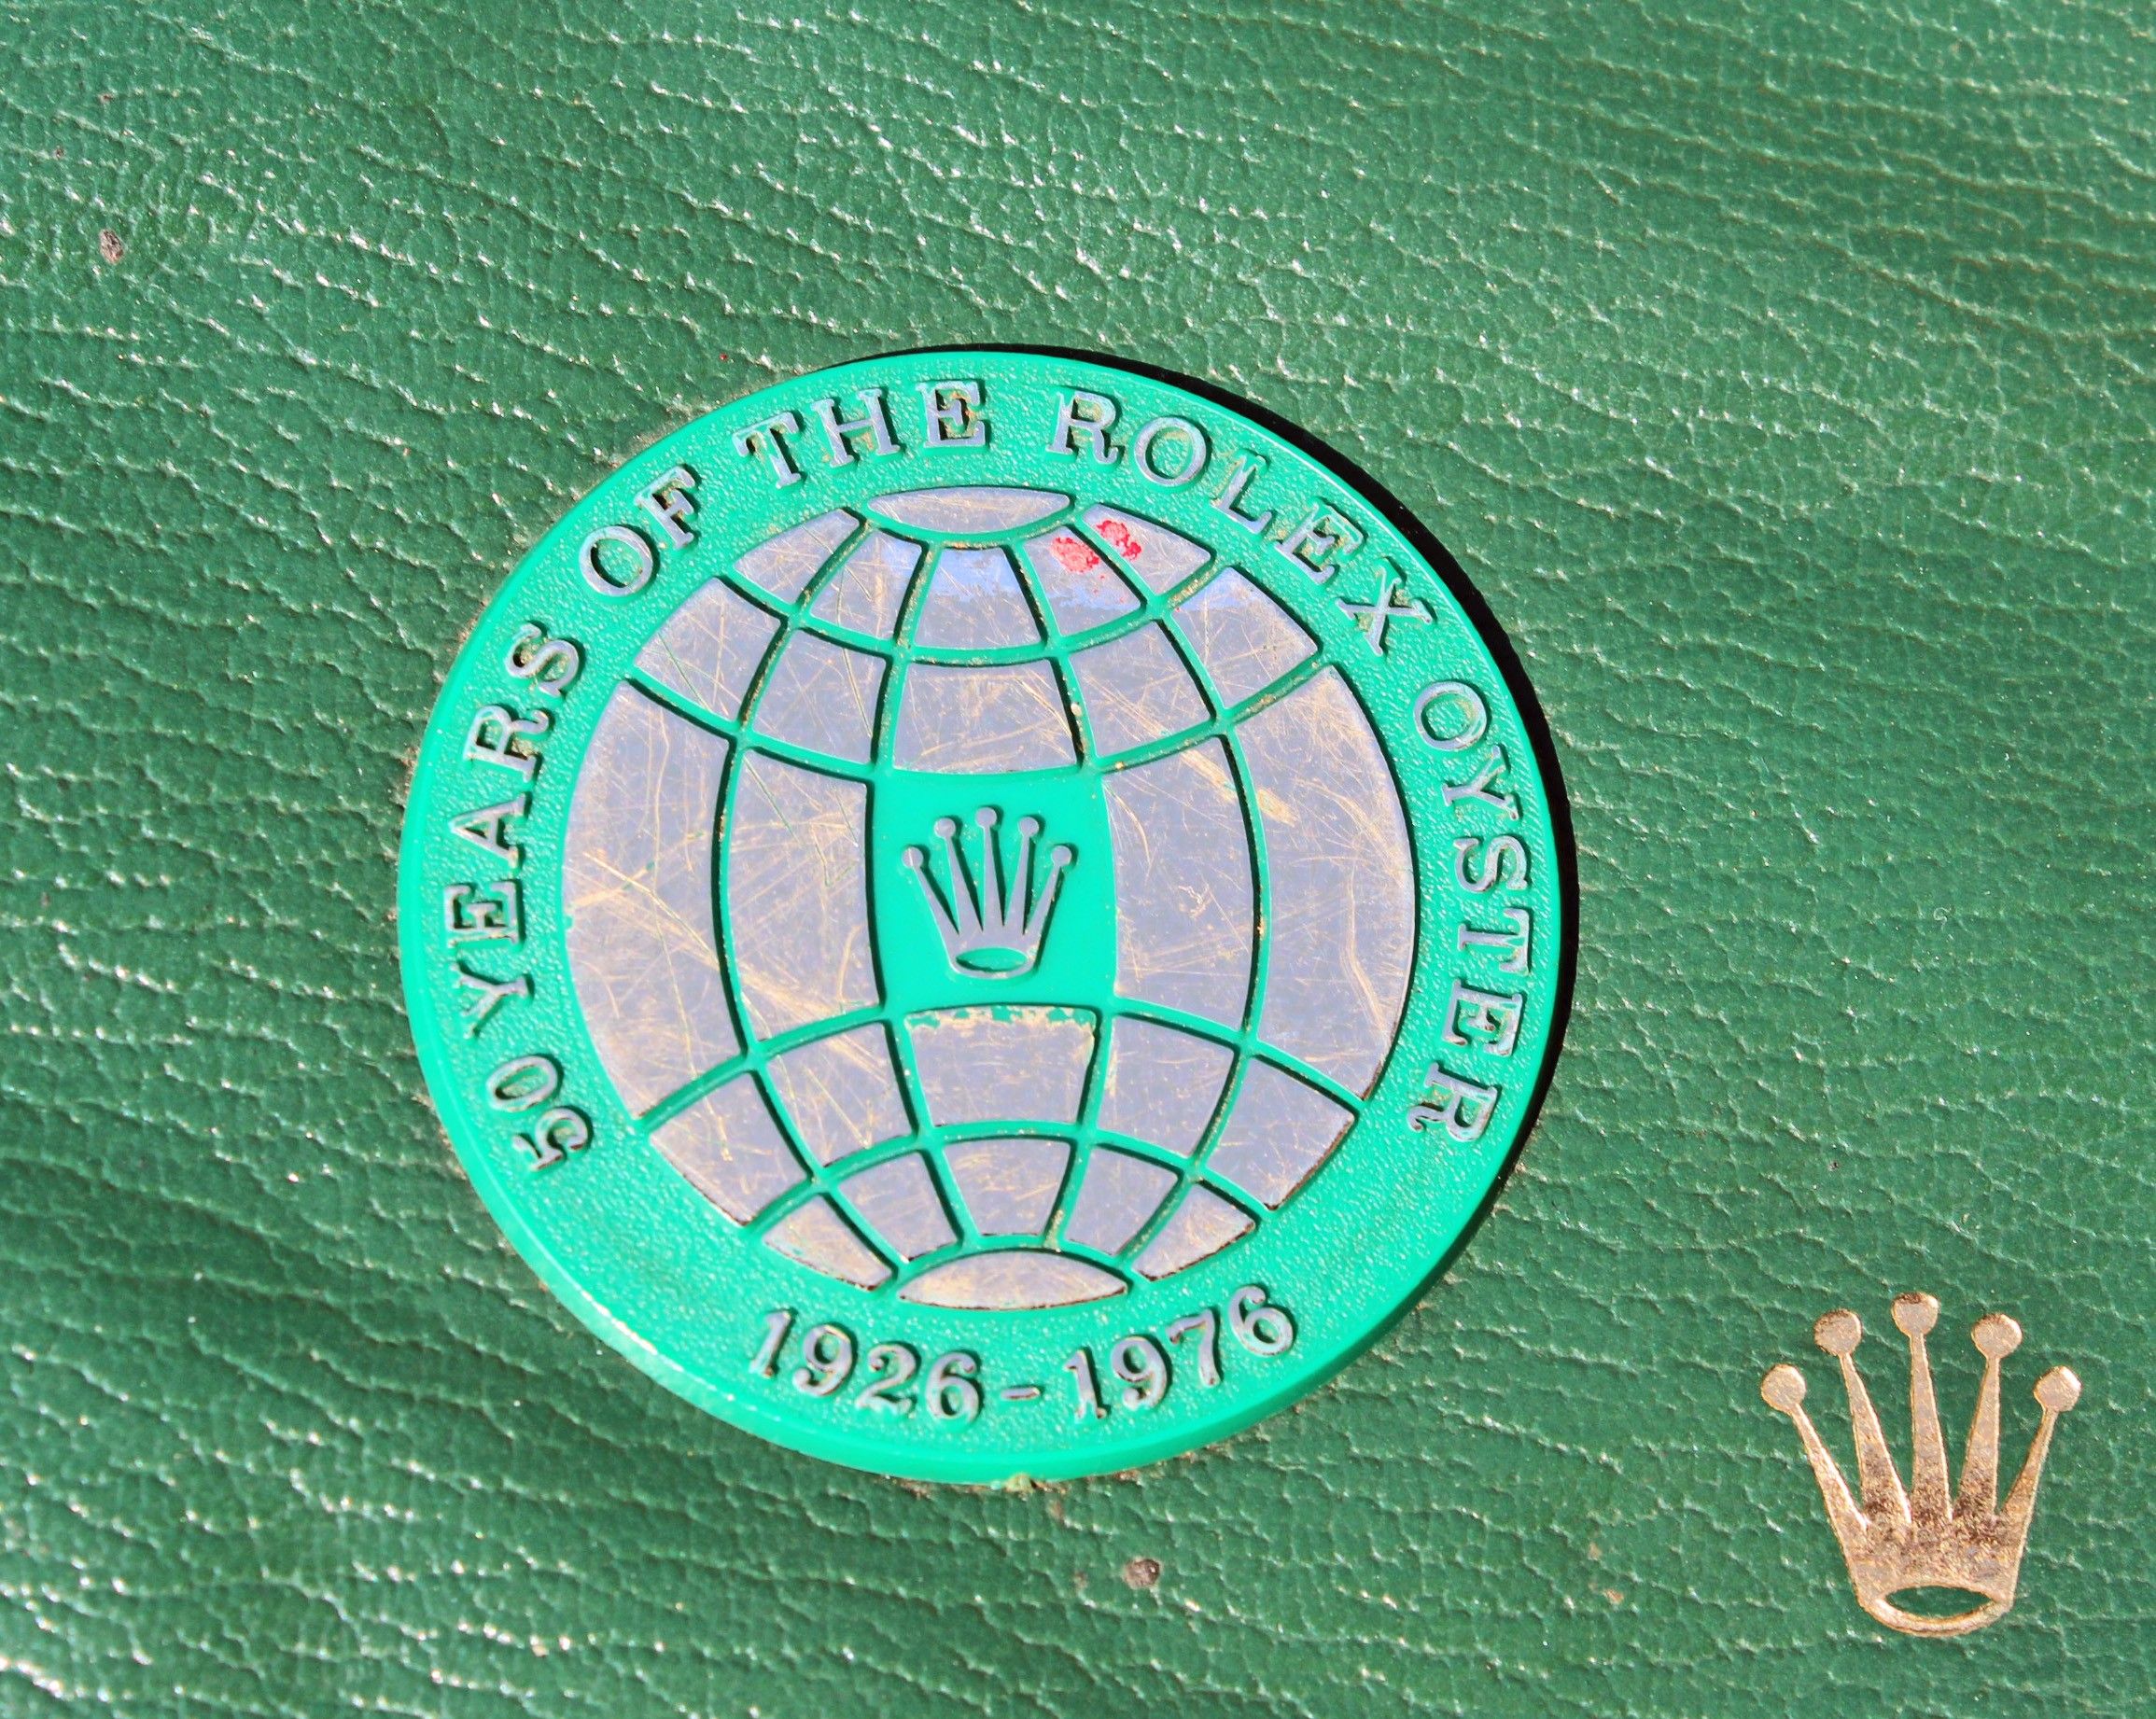 50 YEARS OF THE ROLEX OYSTER
1926-1976